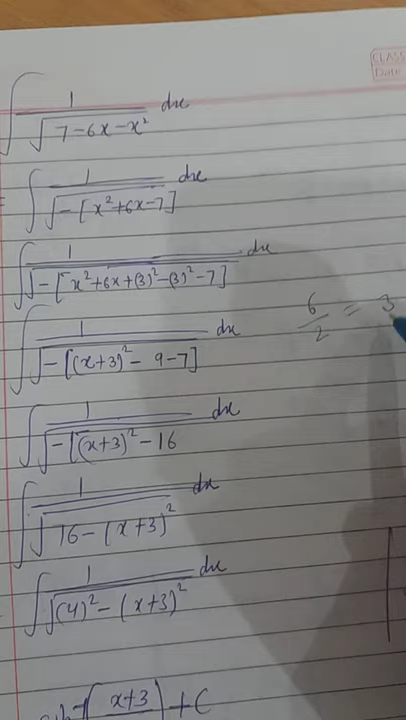 CLASS
Date
∫ 1/√(7-6x-x²) dx
= ∫ 1/√(-[x²+6x-7]) dx
∫ 1/√(-[x²+6x+(3)²-(3)²-7]) dx
6/2 = 3
∫ 1/√(-[(x+3)²-9-7]) dx
∫ 1/√(-[(x+3)²-16) dx
∫ 1/√(16-(x+3)²) dx
∫ 1/√((4)²-(x+3)²) dx
(x+3 +C